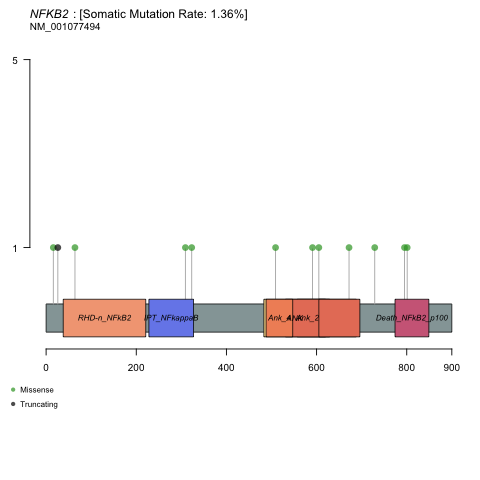 NFKB2 : [Somatic Mutation Rate: 1.36%]
NM_001077494
5
1
RHD-n_NFkB2
IPT_NFkappaB
Ank_2
Death_NFkB2_p100
0
200
400
600
800
900
Missense
Truncating